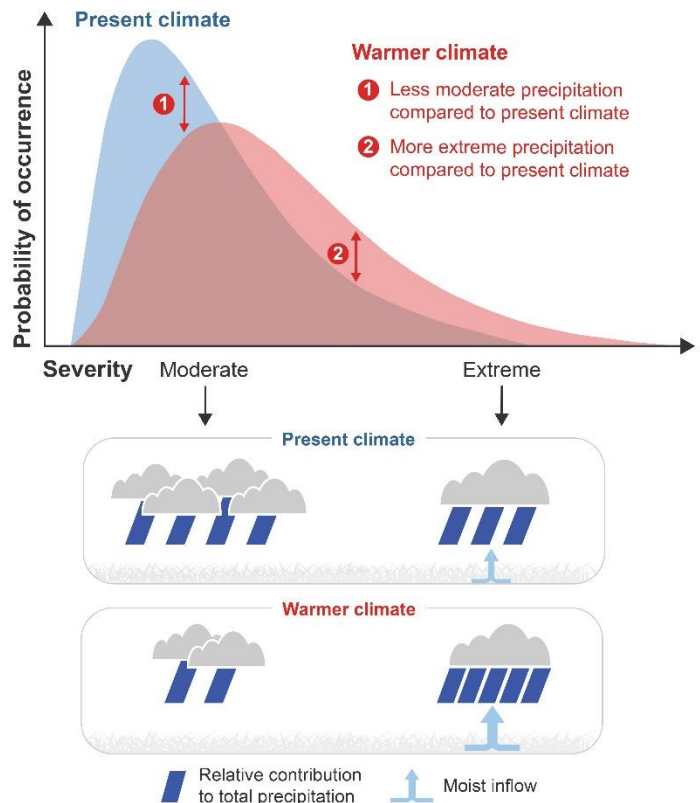 Present climate
Probability of occurrence
Warmer climate
1 Less moderate precipitation
compared to present climate
2 More extreme precipitation
compared to present climate
1
2
Severity Moderate Extreme
Present climate
Warmer climate
Relative contribution
to total precipitation
Moist inflow